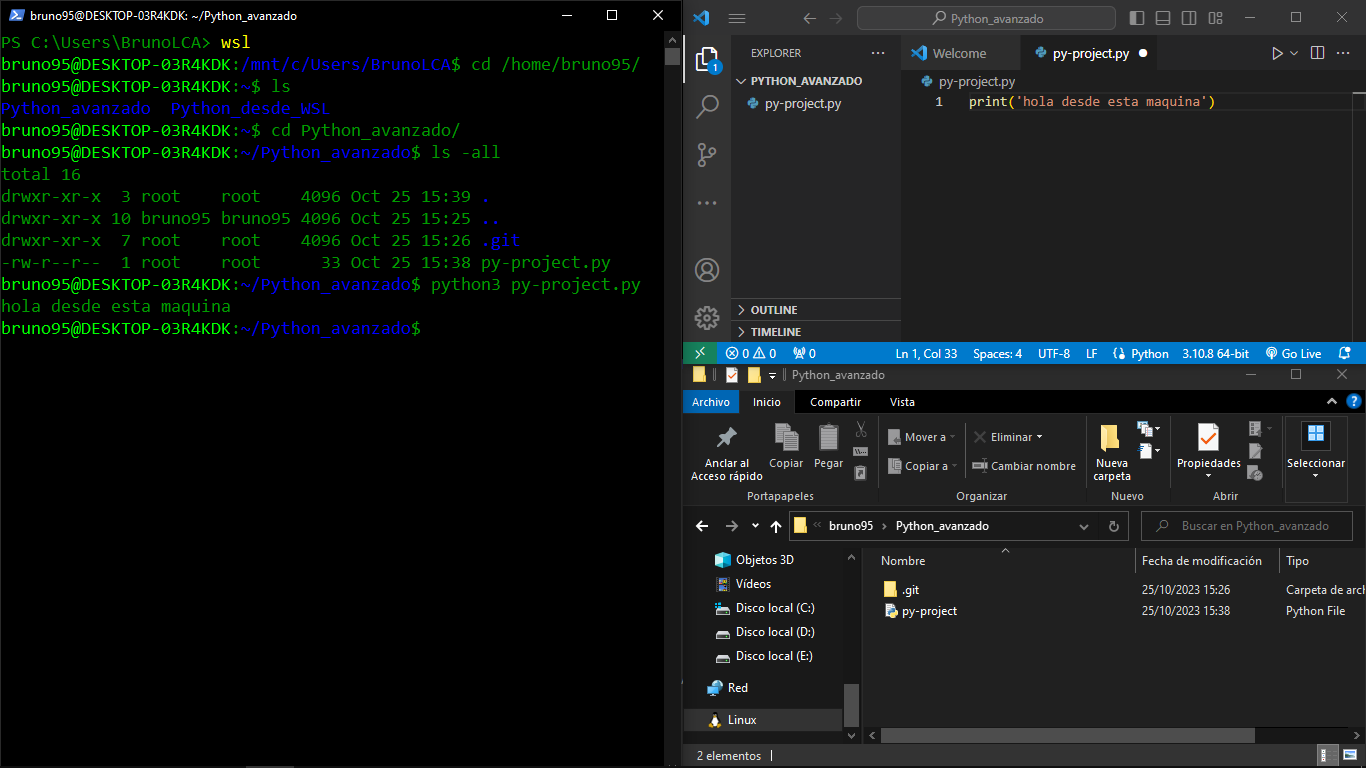 bruno95@DESKTOP-03R4KDK: ~/Python_avanzado
PS C:\Users\BrunoLCA> wsl
bruno95@DESKTOP-03R4KDK:/mnt/c/Users/BrunoLCA$ cd /home/bruno95/
bruno95@DESKTOP-03R4KDK:~$ ls
Python_avanzado  Python_desde_WSL
bruno95@DESKTOP-03R4KDK:~$ cd Python_avanzado/
bruno95@DESKTOP-03R4KDK:~/Python_avanzado$ ls -all
total 16
drwxr-xr-x  3 root    root    4096 Oct 25 15:39 .
drwxr-xr-x 10 bruno95 bruno95 4096 Oct 25 15:25 ..
drwxr-xr-x  7 root    root    4096 Oct 25 15:26 .git
-rw-r--r--  1 root    root      33 Oct 25 15:38 py-project.py
bruno95@DESKTOP-03R4KDK:~/Python_avanzado$ python3 py-project.py
hola desde esta maquina
bruno95@DESKTOP-03R4KDK:~/Python_avanzado$
Python_avanzado
1
EXPLORER
PYTHON_AVANZADO
py-project.py
OUTLINE
TIMELINE
Welcome
py-project.py
py-project.py
1 print('hola desde esta maquina')
0 0 0 Ln 1, Col 33 Spaces: 4 UTF-8 LF Python 3.10.8 64-bit Go Live
Python_avanzado
Archivo Inicio Compartir Vista
Anclar al
Acceso rápido
Copiar
Pegar
Portapapeles
Mover a
Copiar a
Eliminar
Cambiar nombre
Organizar
Nueva
carpeta
Nuevo
Propiedades
Abrir
Seleccionar
bruno95 > Python_avanzado
Buscar en Python_avanzado
Objetos 3D
Vídeos
Disco local (C:)
Disco local (D:)
Disco local (E:)
Red
Linux
Nombre Fecha de modificación Tipo
.git 25/10/2023 15:26 Carpeta de arch
py-project 25/10/2023 15:38 Python File
2 elementos